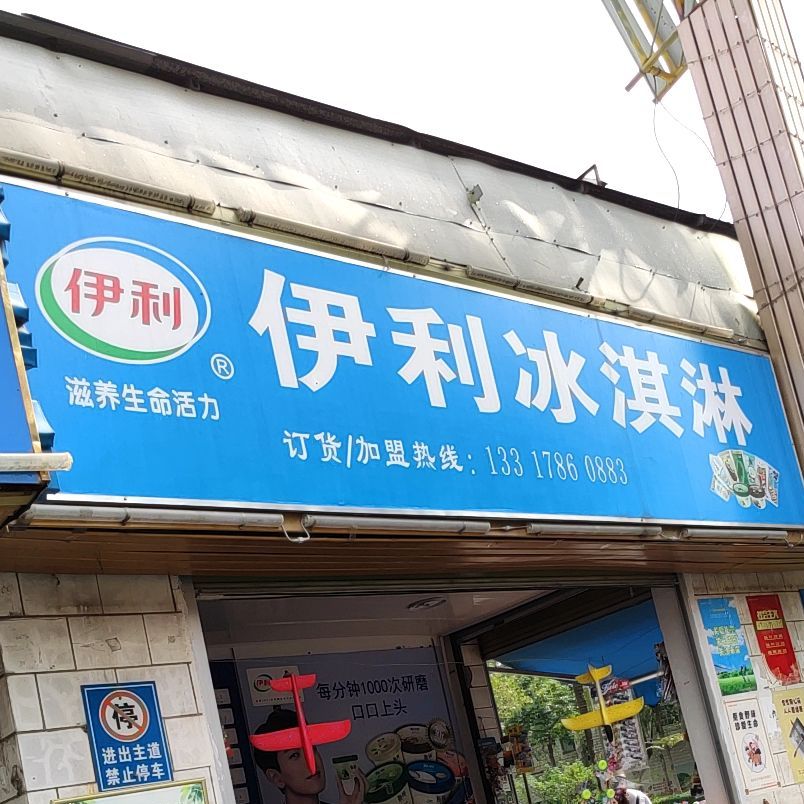 伊利
®
滋养生命活力
伊利冰淇淋
订货/加盟热线：133 1786 0883
伊利
每分钟1000次研磨
口口上头
停
进出主道
禁止停车